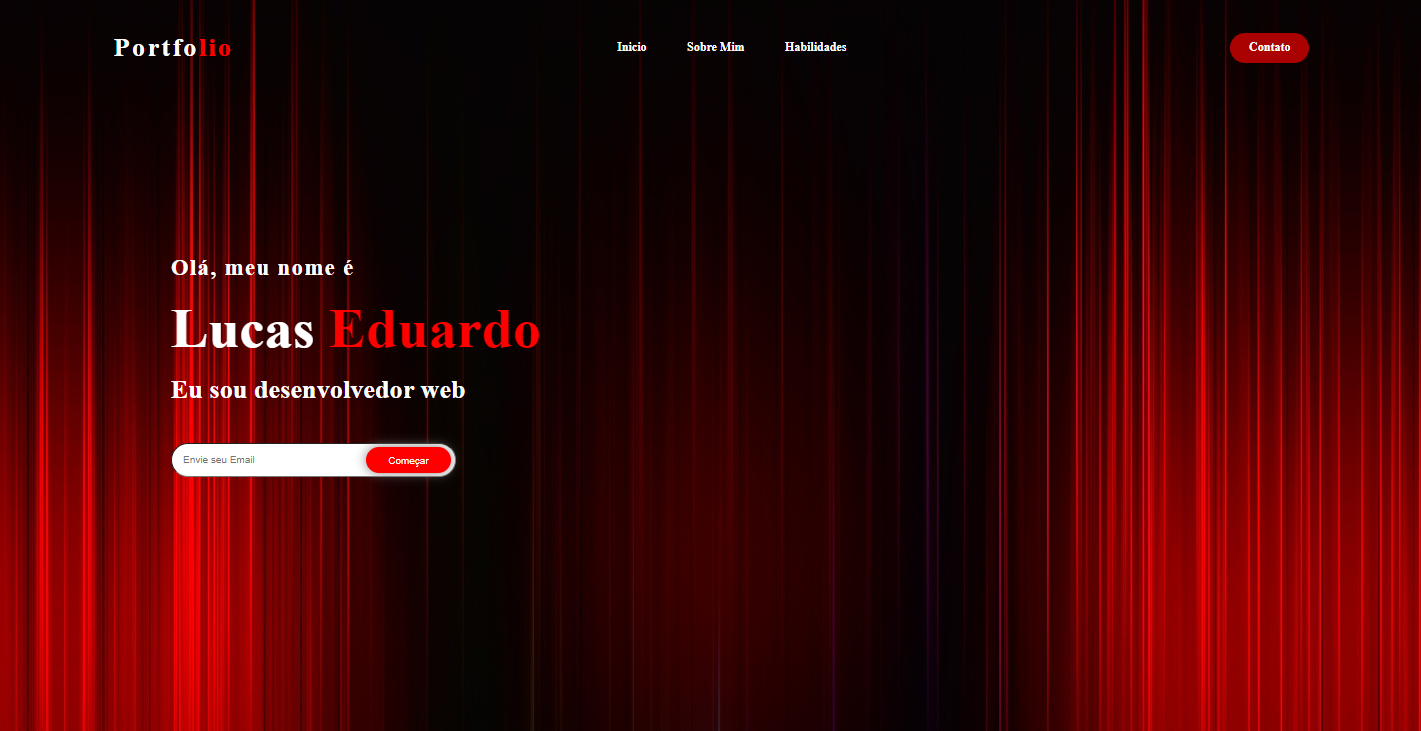 Portfolio
Inicio Sobre Mim Habilidades
Contato
Olá, meu nome é
Lucas Eduardo
Eu sou desenvolvedor web
Envie seu Email
Começar